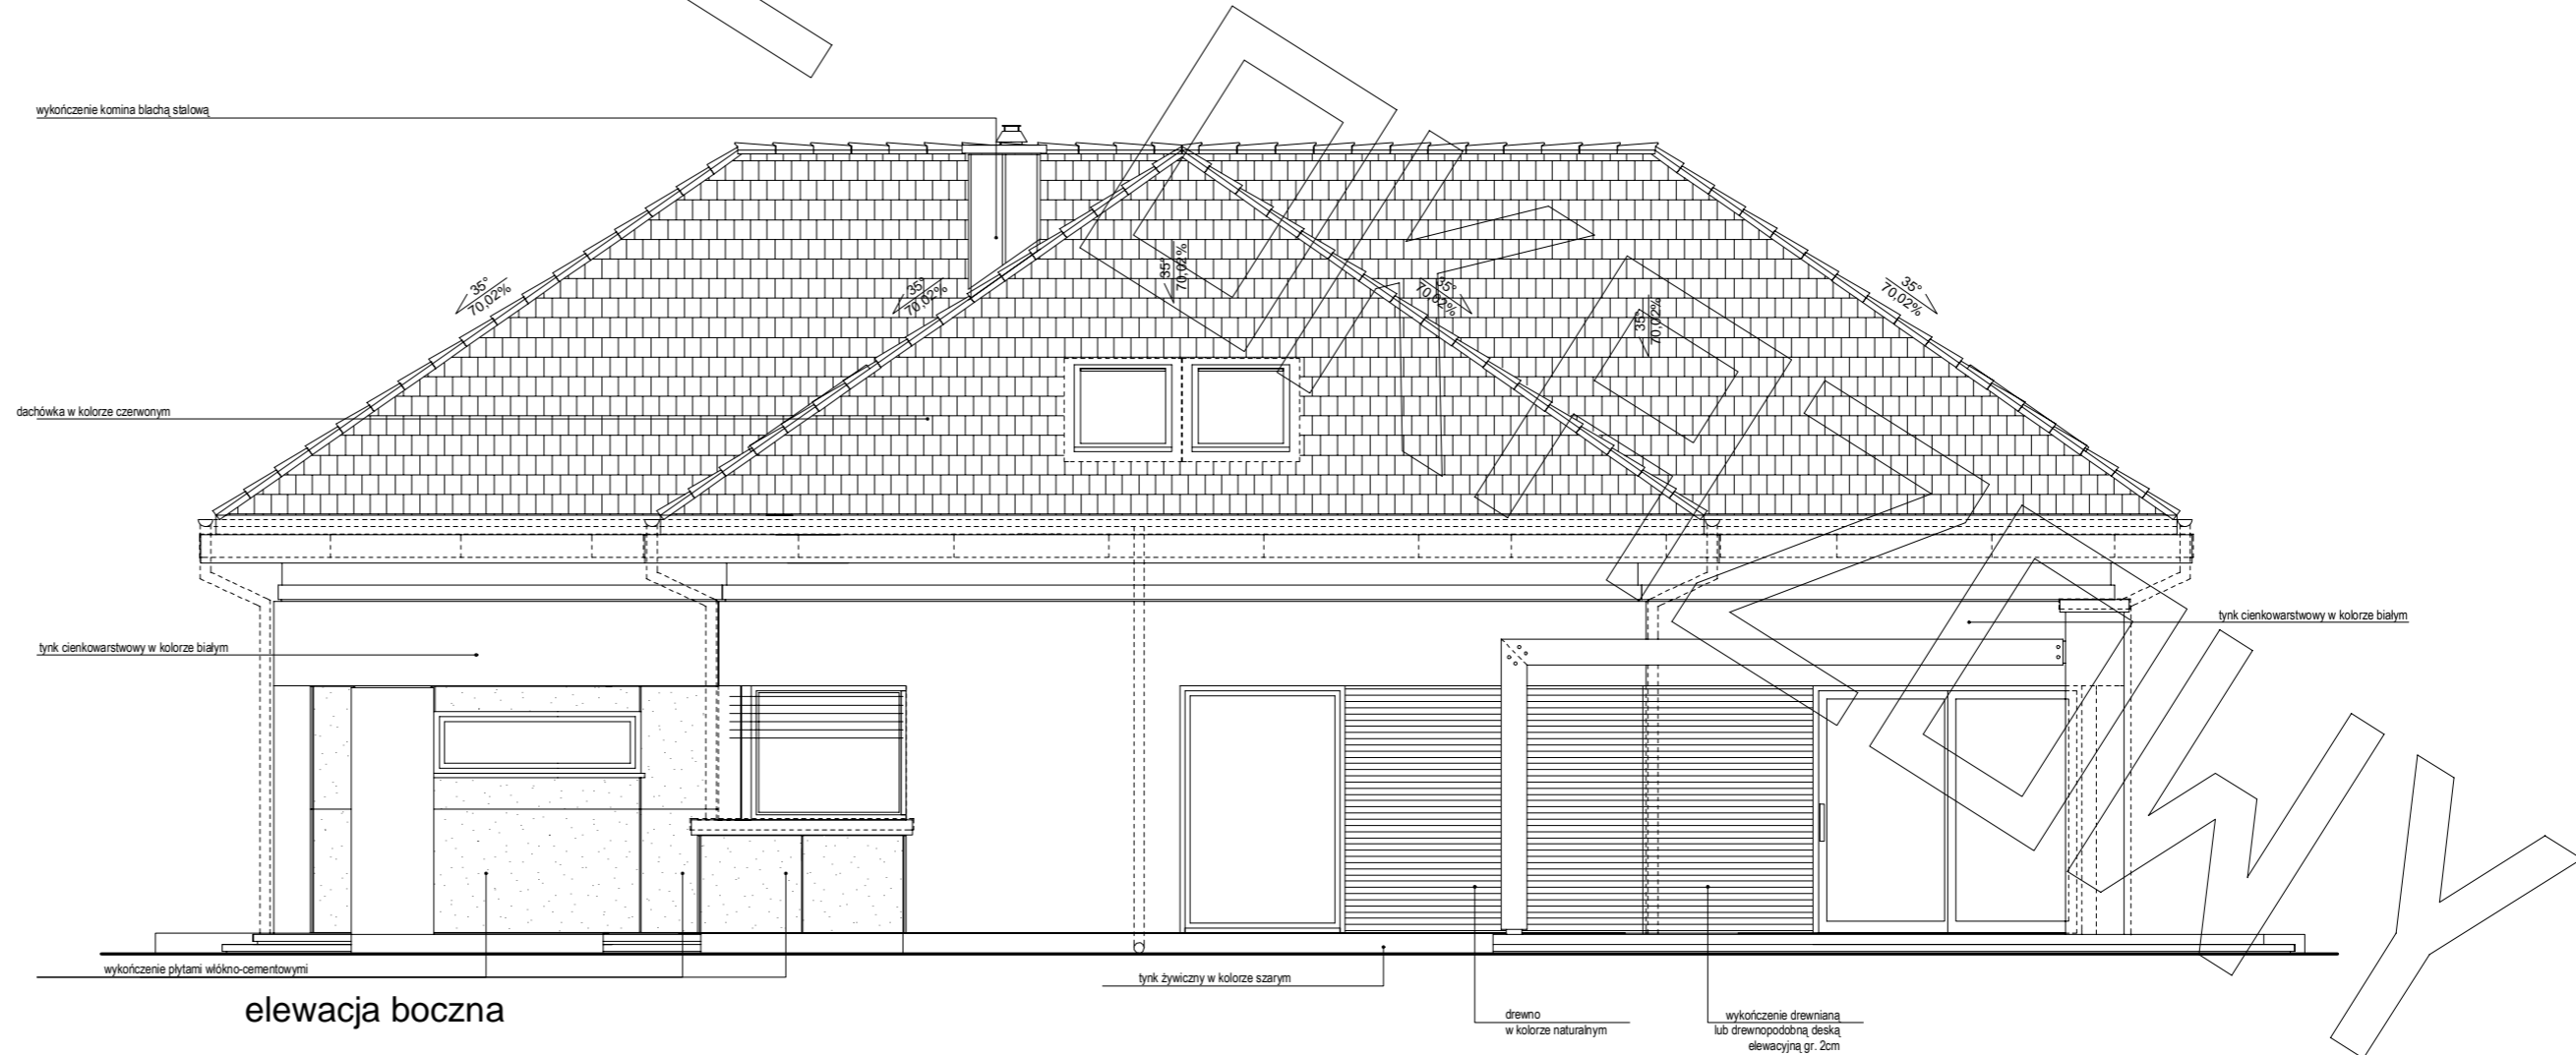 wykończenie komina blachą stalową
35°
70,02%
35°
70,02%
35°
70,02%
35°
70,02%
35°
70,02%
35°
70,02%
dachówka w kolorze czerwonym
tynk cienkowarstwowy w kolorze białym
tynk cienkowarstwowy w kolorze białym
wykończenie płytami włókno-cementowymi
tynk żywiczny w kolorze szarym
elewacja boczna
drewno
w kolorze naturalnym
wykończenie drewnianą
lub drewnopodobną deską
elewacyjną gr. 2cm